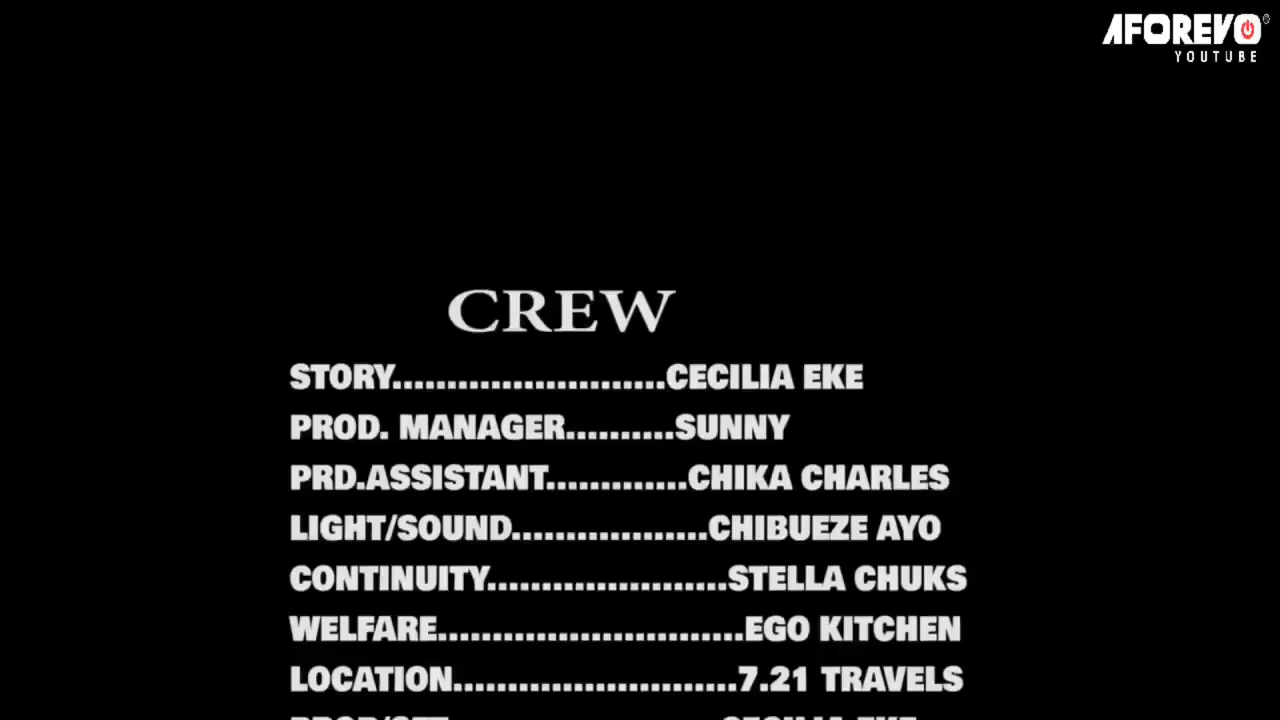 AFOREVO®
YOUTUBE
CREW
STORY.........................CECILIA EKE
PROD. MANAGER..........SUNNY
PRD.ASSISTANT.............CHIKA CHARLES
LIGHT/SOUND..................CHIBUEZE AYO
CONTINUITY......................STELLA CHUKS
WELFARE............................EGO KITCHEN
LOCATION..........................7.21 TRAVELS